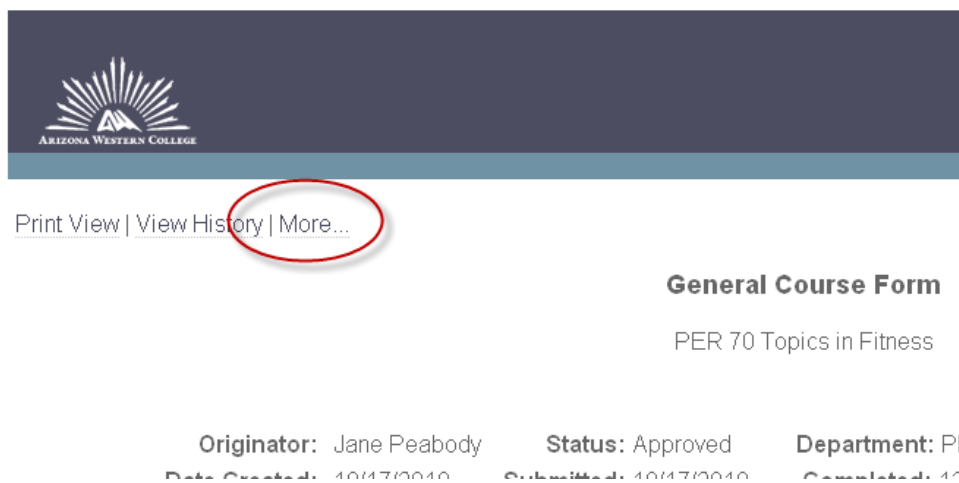 ARIZONA WESTERN COLLEGE
Print View | View History | More...
General Course Form
PER 70 Topics in Fitness
Originator: Jane Peabody Status: Approved Department: